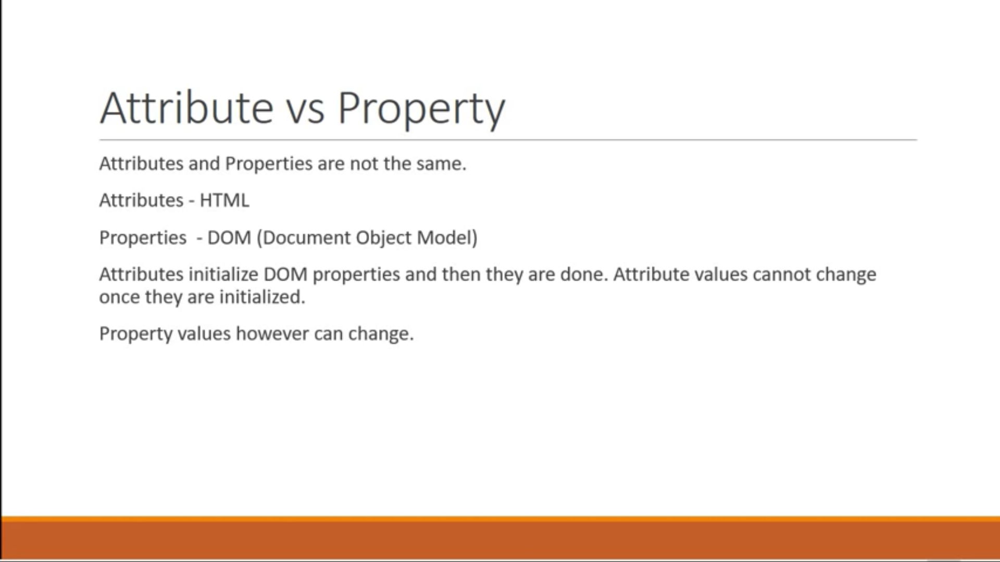 Attribute vs Property
Attributes and Properties are not the same.
Attributes - HTML
Properties  - DOM (Document Object Model)
Attributes initialize DOM properties and then they are done. Attribute values cannot change
once they are initialized.
Property values however can change.